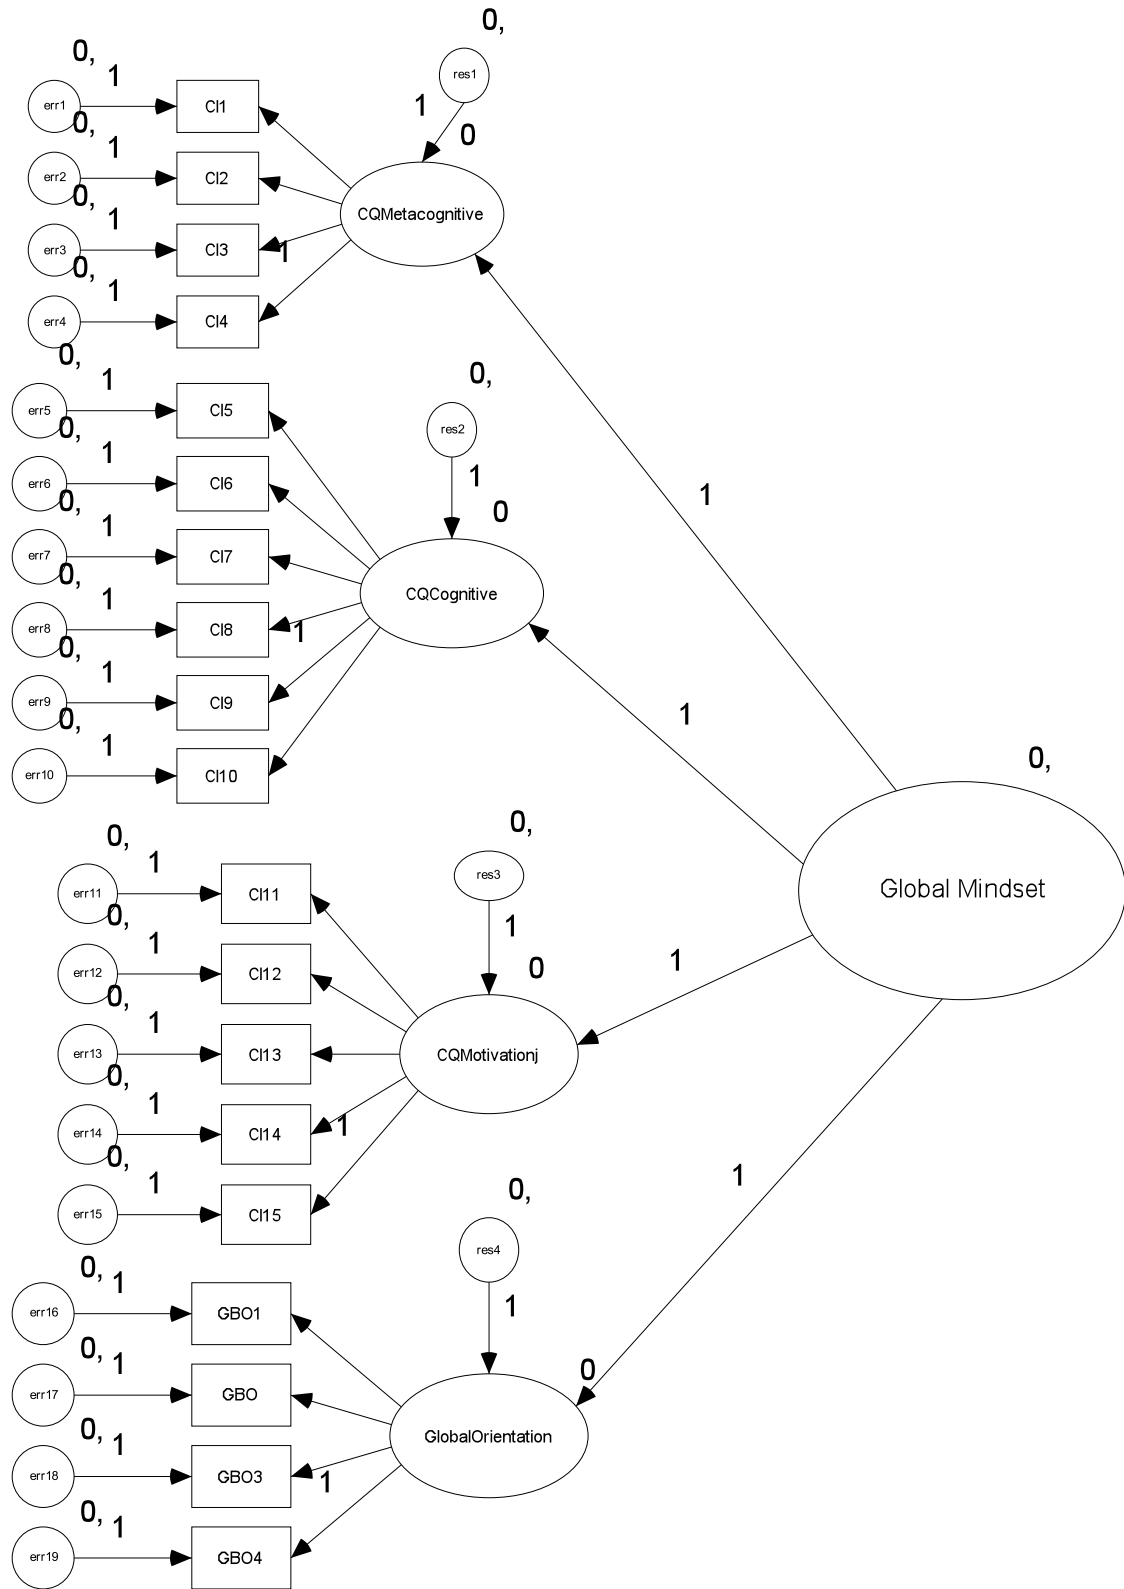 0,
0,
1
res1
err1
CI1
1
0,
0
1
err2
CI2
0,
CQMetacognitive
1
err3
CI3
1
0,
1
err4
CI4
0,
0,
1
err5
CI5
res2
0,
1
1
err6
CI6
1
0,
0
1
err7
CI7
0,
CQCognitive
1
err8
CI8
1
0,
1
1
err9
CI9
0,
1
0,
err10
CI10
0,
0,
1
err11
CI11
res3
Global Mindset
0,
1
1
err12
CI12
0
1
0,
1
err13
CI13
CQMotivationj
0,
1
err14
CI14
1
0,
1
1
0,
err15
CI15
res4
0,
1
err16
GBO1
1
0,
1
0
err17
GBO
GlobalOrientation
0,
1
err18
GBO3
1
0,
1
err19
GBO4